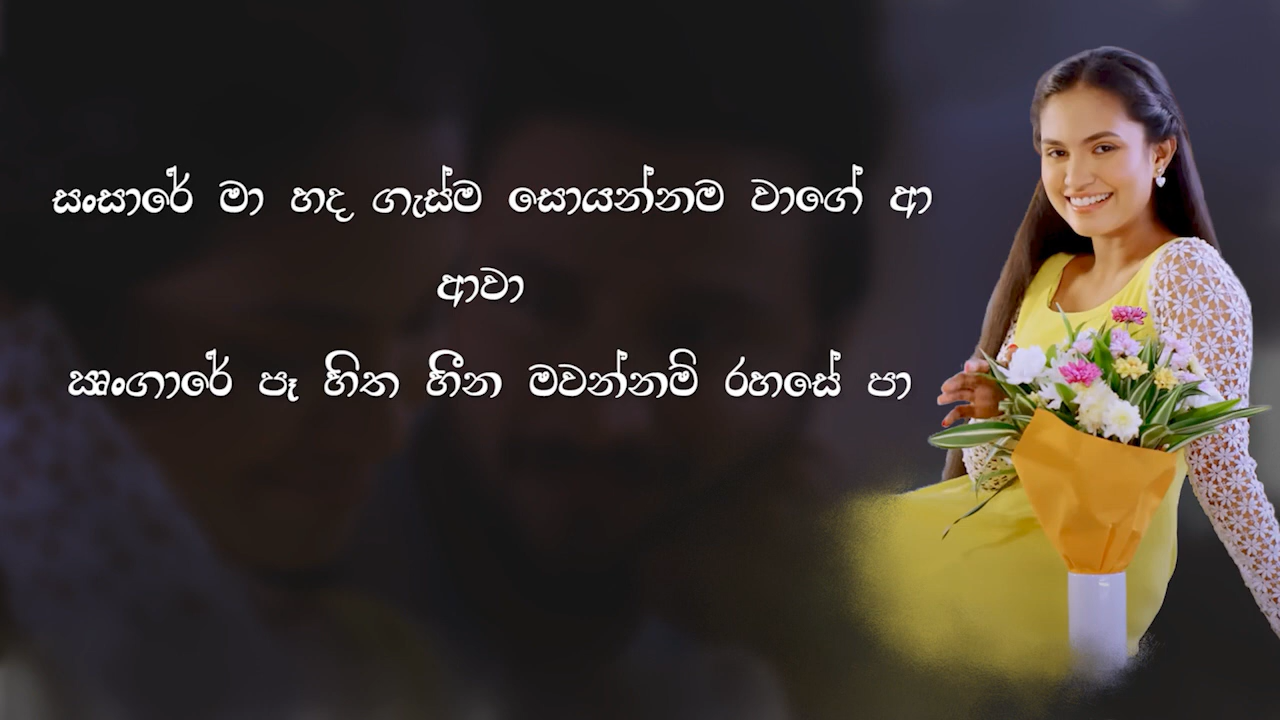 සංසාරේ මා හද ගැස්ම සොයන්නම වාගේ ආ
ආවා
ඍංගාරේ පෑ හිත හීන මවන්නම් රහසේ පා